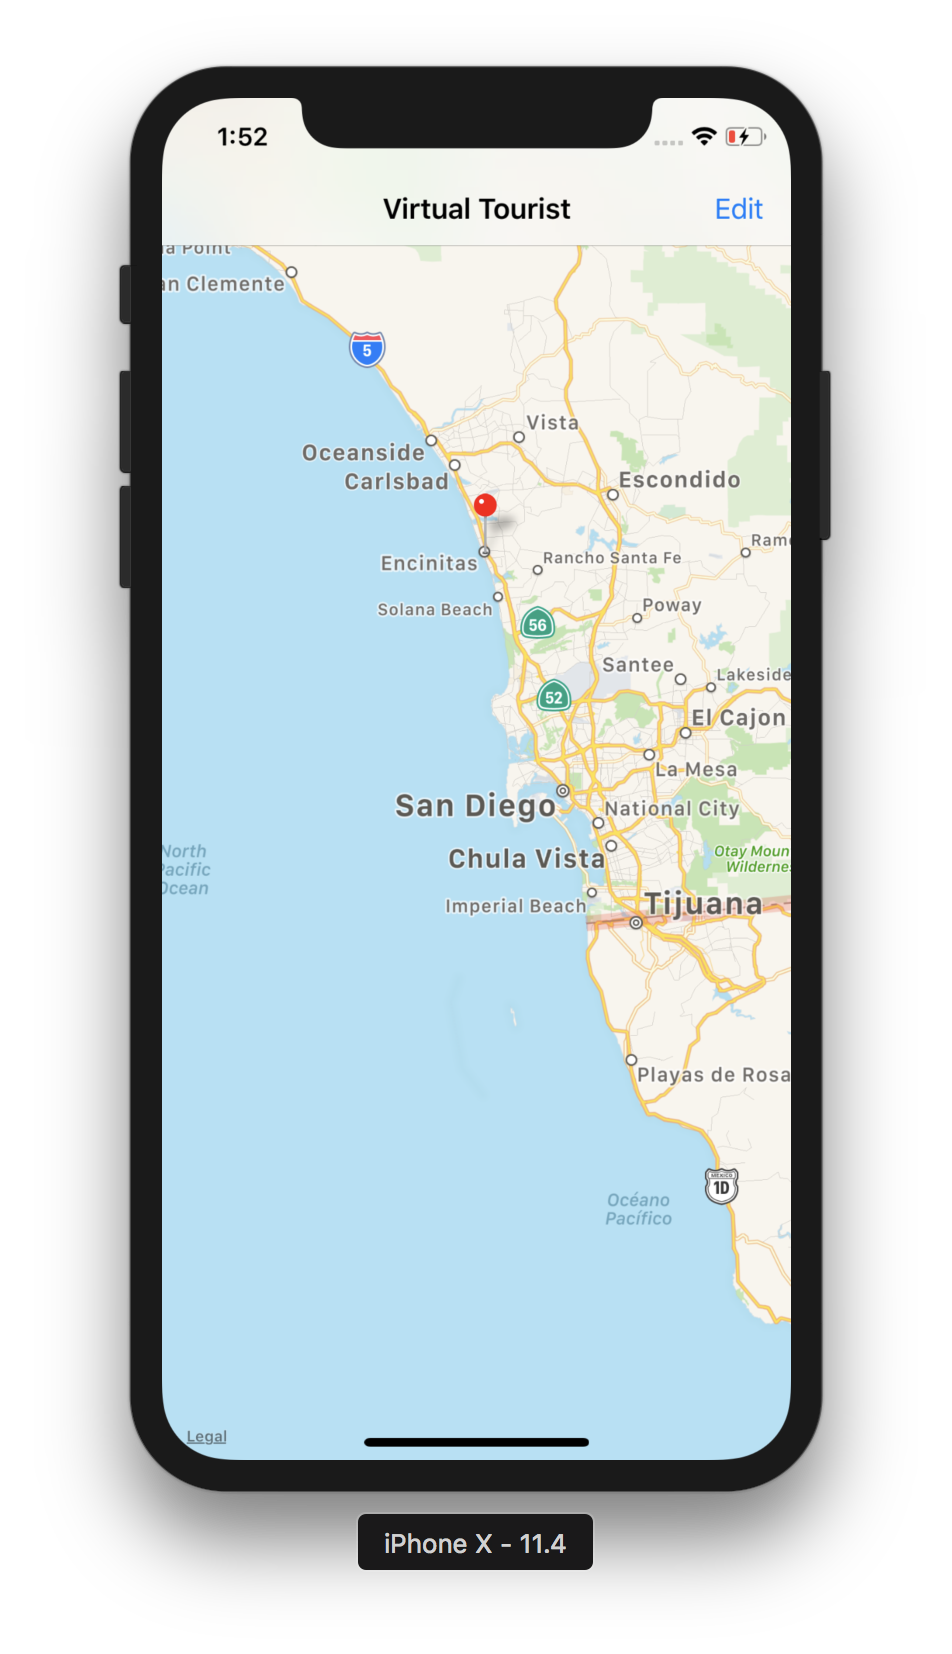 1:52
Virtual Tourist
Edit
a Point
an Clemente
5
Vista
Oceanside
Carlsbad
Escondido
Encinitas
Rancho Santa Fe
Ram
Solana Beach
56
Poway
Santee
Lakeside
52
El Cajon
La Mesa
San Diego
National City
North
Pacific
Ocean
Chula Vista
Otay Moun
Wilderne
Imperial Beach
Tijuana
Playas de Rosa
MEXICO
1D
Océano
Pacífico
Legal
iPhone X - 11.4